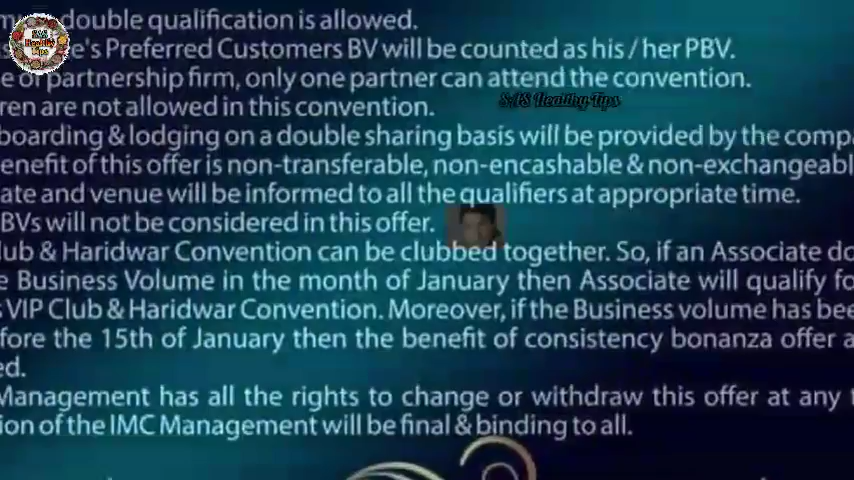 double qualification is allowed.
e's Preferred Customers BV will be counted as his / her PBV.
e of partnership firm, only one partner can attend the convention.
ren are not allowed in this convention.
SAS Healthy Tips
boarding & lodging on a double sharing basis will be provided by the comp
enefit of this offer is non-transferable, non-encashable & non-exchangeabl
ate and venue will be informed to all the qualifiers at appropriate time.
BVs will not be considered in this offer.
lub & Haridwar Convention can be clubbed together. So, if an Associate do
e Business Volume in the month of January then Associate will qualify fo
s VIP Club & Haridwar Convention. Moreover, if the Business volume has bee
fore the 15th of January then the benefit of consistency bonanza offer a
ed.
Management has all the rights to change or withdraw this offer at any
ion of the IMC Management will be final & binding to all.
SAS
Healthy
Tips